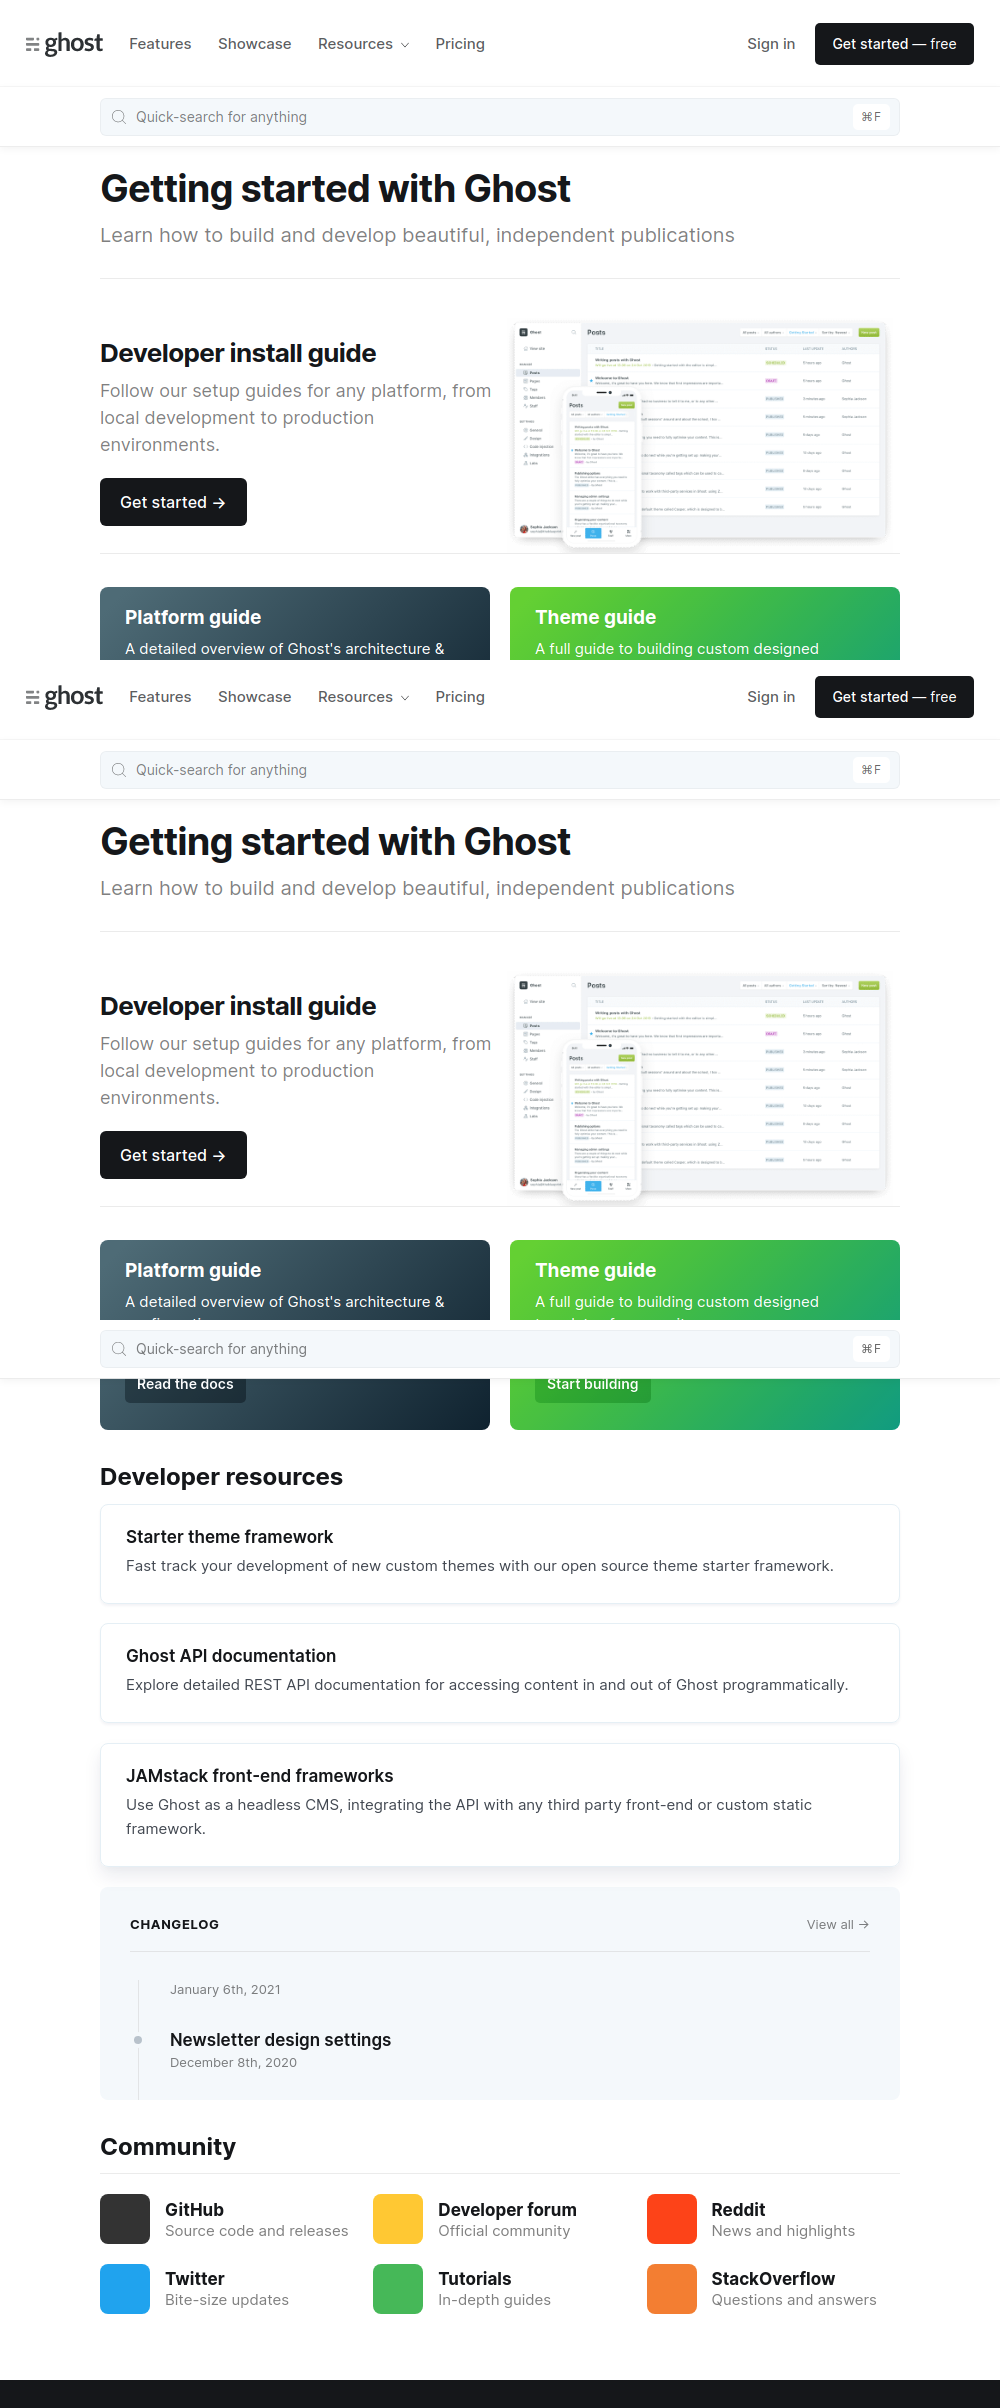 ghost Features Showcase Resources Pricing Sign in Get started — free
Quick-search for anything ⌘F
Getting started with Ghost
Learn how to build and develop beautiful, independent publications
Developer install guide
Follow our setup guides for any platform, from
local development to production
environments.
Get started →
Ghost
Posts
Platform guide
A detailed overview of Ghost's architecture &
Theme guide
A full guide to building custom designed
ghost Features Showcase Resources Pricing Sign in Get started — free
Quick-search for anything ⌘F
Getting started with Ghost
Learn how to build and develop beautiful, independent publications
Developer install guide
Follow our setup guides for any platform, from
local development to production
environments.
Get started →
Ghost
Posts
Platform guide
A detailed overview of Ghost's architecture &
Theme guide
A full guide to building custom designed
Quick-search for anything ⌘F
Read the docs
Start building
Developer resources
Starter theme framework
Fast track your development of new custom themes with our open source theme starter framework.
Ghost API documentation
Explore detailed REST API documentation for accessing content in and out of Ghost programmatically.
JAMstack front-end frameworks
Use Ghost as a headless CMS, integrating the API with any third party front-end or custom static
framework.
CHANGELOG View all →
January 6th, 2021
Newsletter design settings
December 8th, 2020
Community
GitHub
Source code and releases
Developer forum
Official community
Reddit
News and highlights
Twitter
Bite-size updates
Tutorials
In-depth guides
StackOverflow
Questions and answers